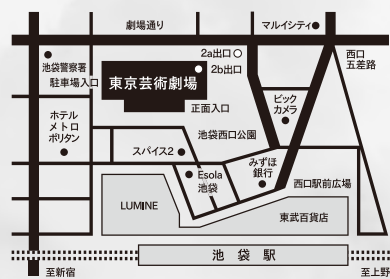 劇場通り
マルイシティ
2a出口
2b出口
西口
五差路
池袋警察署
駐車場入口
東京芸術劇場
正面入口
ビック
カメラ
ホテル
メトロ
ポリタン
池袋西口公園
スパイス2
みずほ
銀行
Esola
池袋
西口駅前広場
LUMINE
東武百貨店
池袋駅
至新宿
至上野